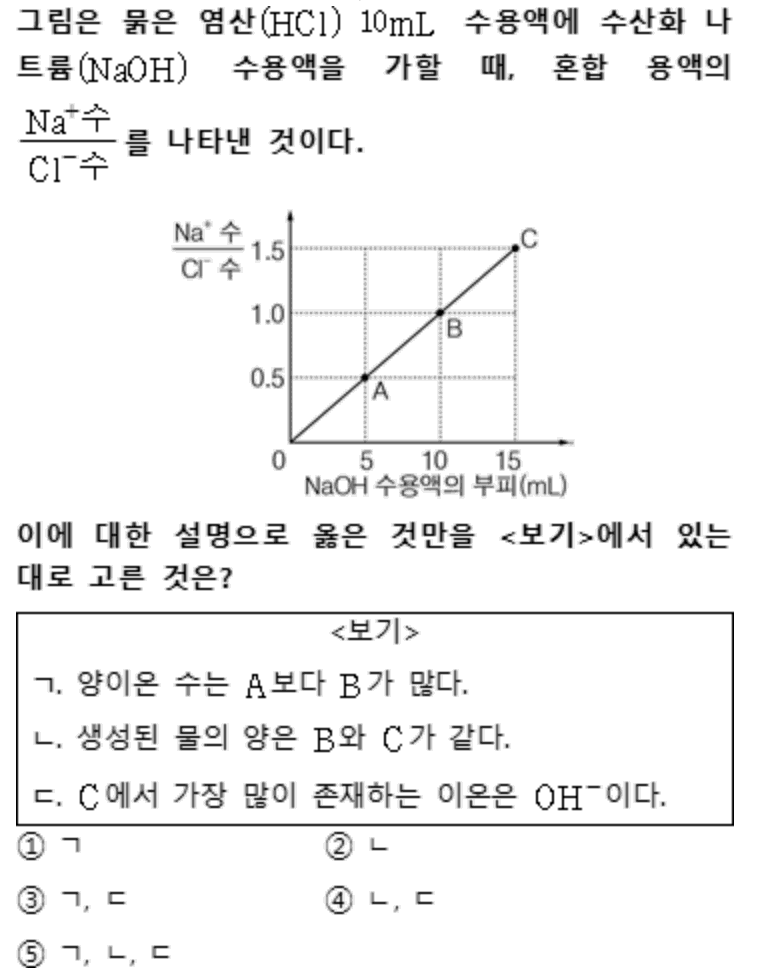 그림은 묽은 염산(HCl) 10mL 수용액에 수산화 나
트륨(NaOH) 수용액을 가할 때, 혼합 용액의
Na⁺수
Cl⁻수
를 나타낸 것이다.
Na⁺ 수
Cl⁻ 수
1.5
C
1.0
B
0.5
A
0 5 10 15
NaOH 수용액의 부피(mL)
이에 대한 설명으로 옳은 것만을 <보기>에서 있는
대로 고른 것은?
<보기>
ㄱ. 양이온 수는 A보다 B가 많다.
ㄴ. 생성된 물의 양은 B와 C가 같다.
ㄷ. C에서 가장 많이 존재하는 이온은 OH⁻이다.
① ㄱ ② ㄴ
③ ㄱ, ㄷ ④ ㄴ, ㄷ
⑤ ㄱ, ㄴ, ㄷ